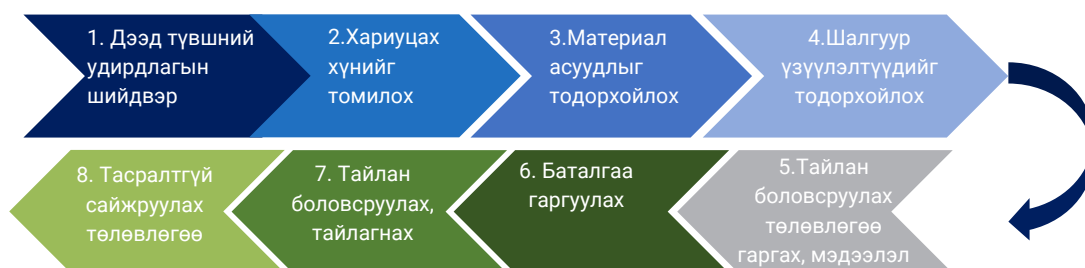 1. Дээд түвшний
удирдлагын
шийдвэр
2.Хариуцах
хүнийг
томилох
3.Материал
асуудлыг
тодорхойлох
4.Шалгуур
үзүүлэлтүүдийг
тодорхойлох
5.Тайлан
боловсруулах
төлөвлөгөө
гаргах, мэдээлэл
6. Баталгаа
гаргуулах
7. Тайлан
боловсруулах,
тайлагнах
8. Тасралтгүй
сайжруулах
төлөвлөгөө